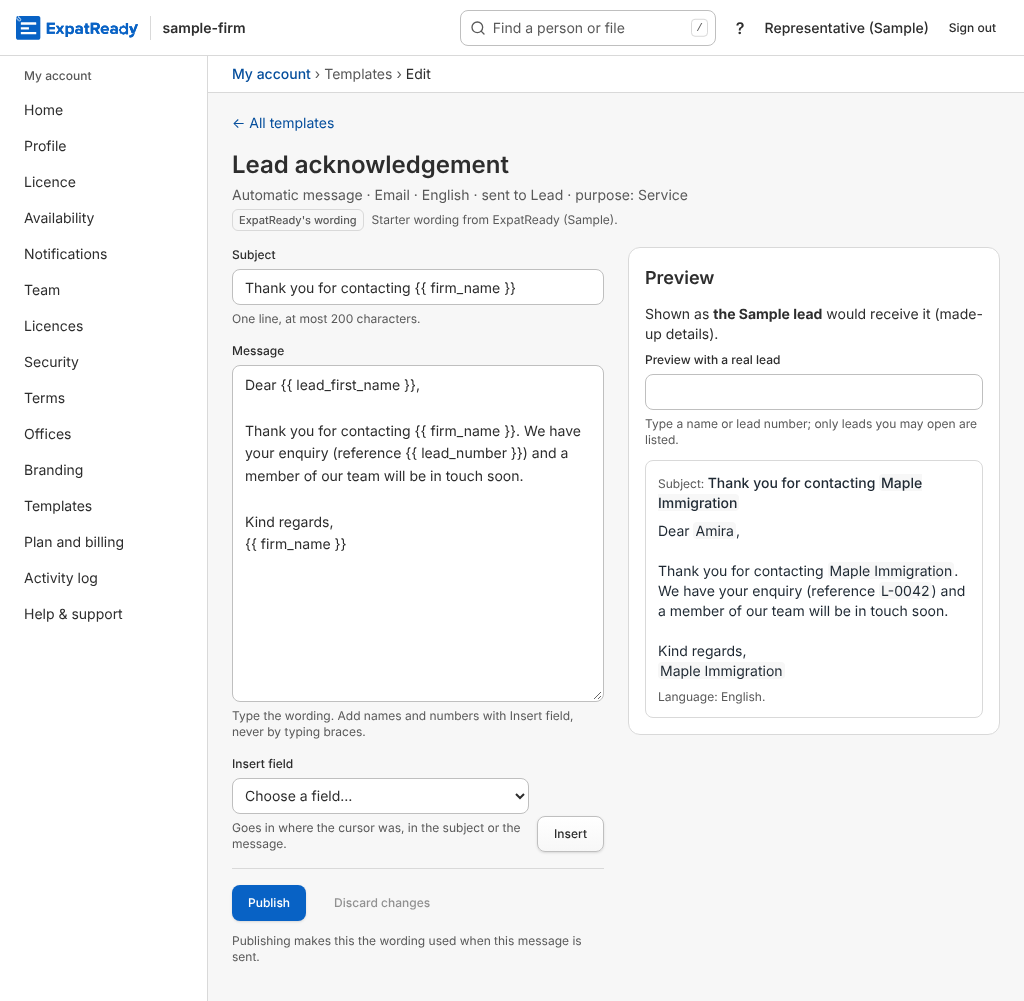 ExpatReady
sample-firm
Find a person or file
/
?
Representative (Sample)
Sign out
My account
Home
Profile
Licence
Availability
Notifications
Team
Licences
Security
Terms
Offices
Branding
Templates
Plan and billing
Activity log
Help & support
My account › Templates › Edit
← All templates
Lead acknowledgement
Automatic message · Email · English · sent to Lead · purpose: Service
ExpatReady's wording Starter wording from ExpatReady (Sample).
Subject
Thank you for contacting {{ firm_name }}
One line, at most 200 characters.
Message
Dear {{ lead_first_name }},
Thank you for contacting {{ firm_name }}. We have
your enquiry (reference {{ lead_number }}) and a
member of our team will be in touch soon.
Kind regards,
{{ firm_name }}
Type the wording. Add names and numbers with Insert field,
never by typing braces.
Insert field
Choose a field...
Goes in where the cursor was, in the subject or the
message.
Insert
Publish
Discard changes
Publishing makes this the wording used when this message is
sent.
Preview
Shown as the Sample lead would receive it (made-
up details).
Preview with a real lead
Type a name or lead number; only leads you may open are
listed.
Subject: Thank you for contacting Maple
Immigration
Dear Amira,
Thank you for contacting Maple Immigration.
We have your enquiry (reference L-0042) and
a member of our team will be in touch soon.
Kind regards,
Maple Immigration
Language: English.